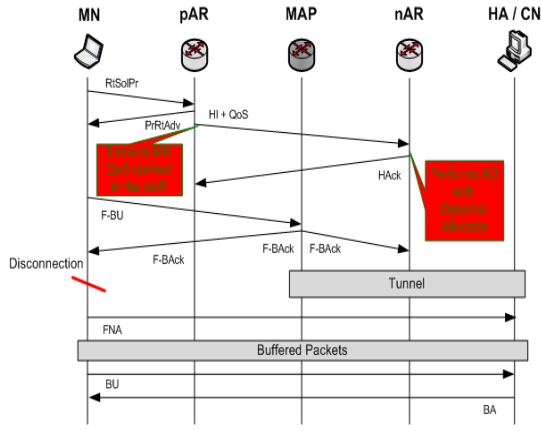 MN pAR MAP nAR HA / CN
RtSolPr
HI + QoS
PrRtAdv
Extracts MN
QoS context
in the nAR
HAck
Performs AD
with
Dynamic
Allocator
F-BU
F-BAck
F-BAck F-BAck
Disconnection
Tunnel
FNA
Buffered Packets
BU
BA